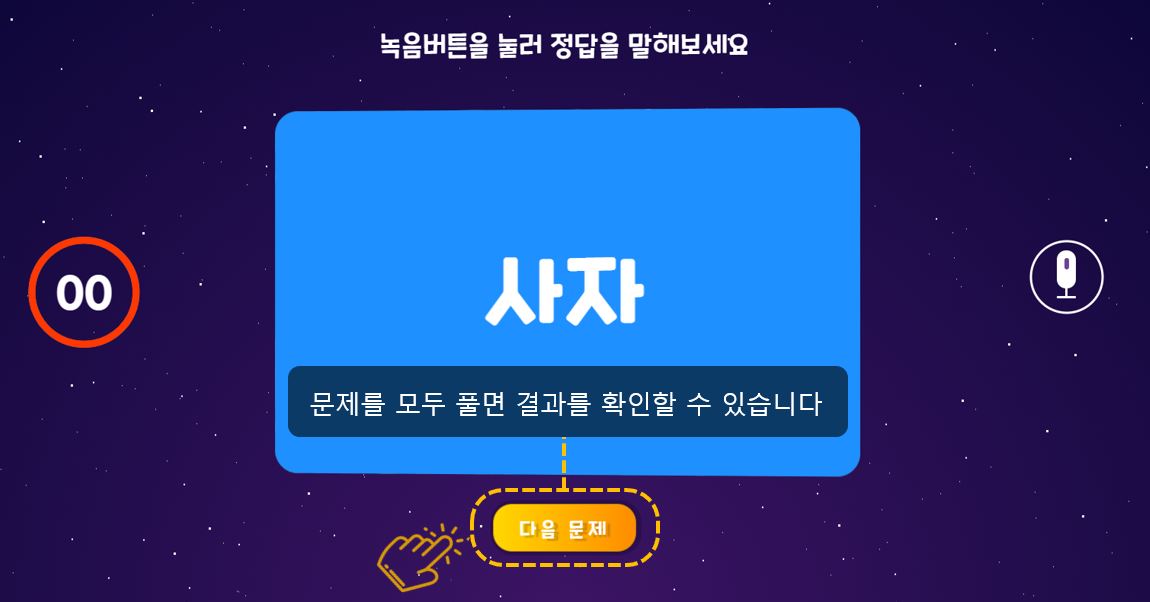 녹음버튼을 눌러 정답을 말해보세요
00
사자
문제를 모두 풀면 결과를 확인할 수 있습니다
다음 문제